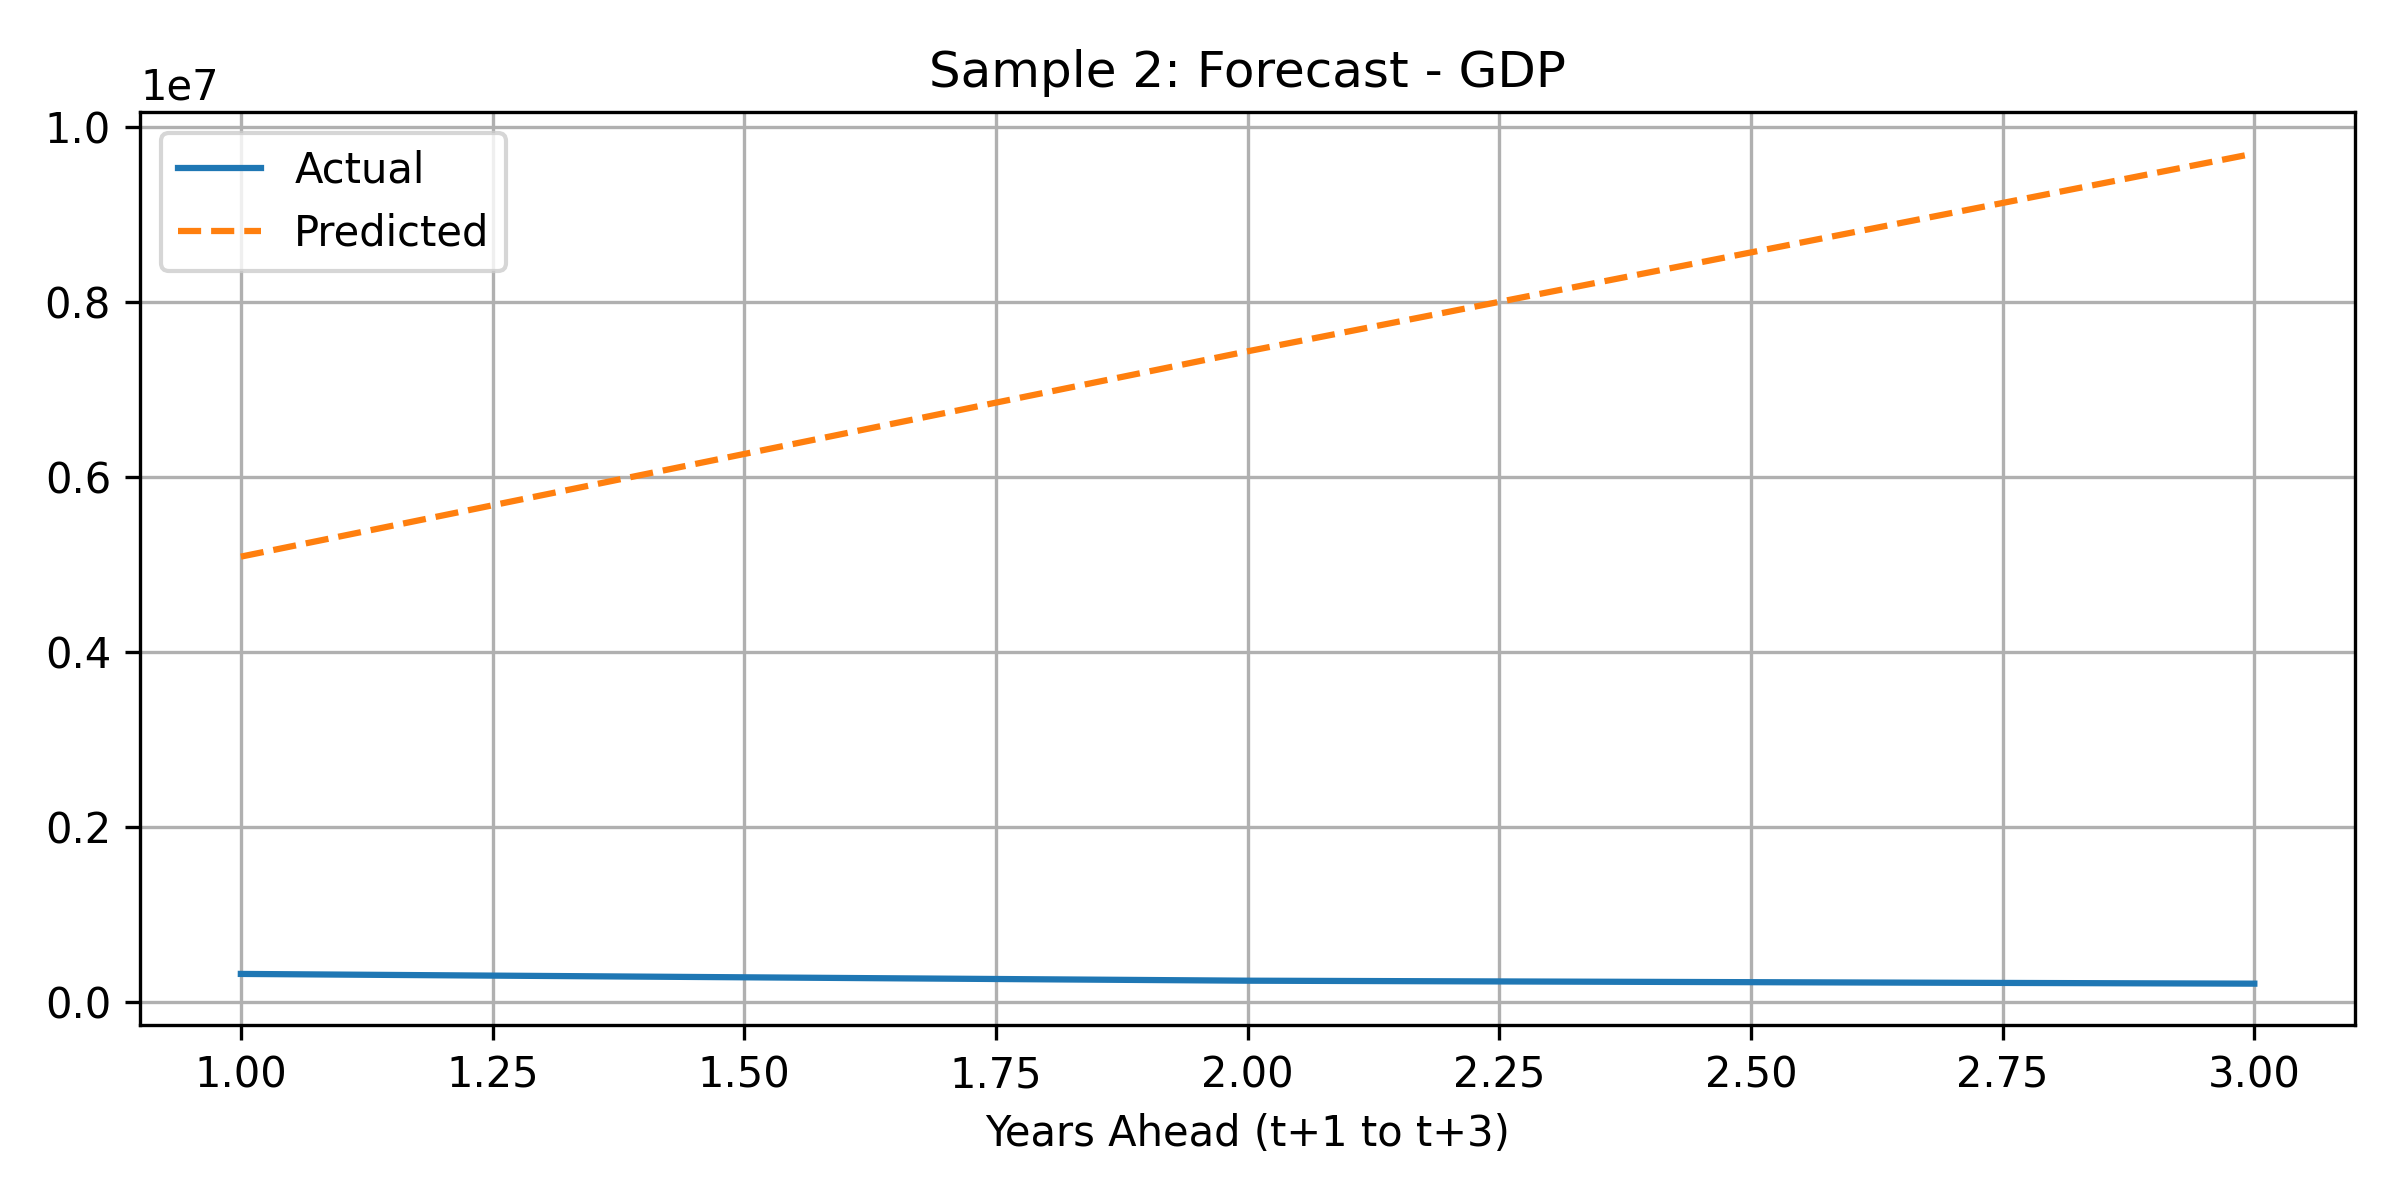 Sample 2: Forecast - GDP
1e7
1.0
0.8
0.6
0.4
0.2
0.0
Actual
Predicted
1.00 1.25 1.50 1.75 2.00 2.25 2.50 2.75 3.00
Years Ahead (t+1 to t+3)